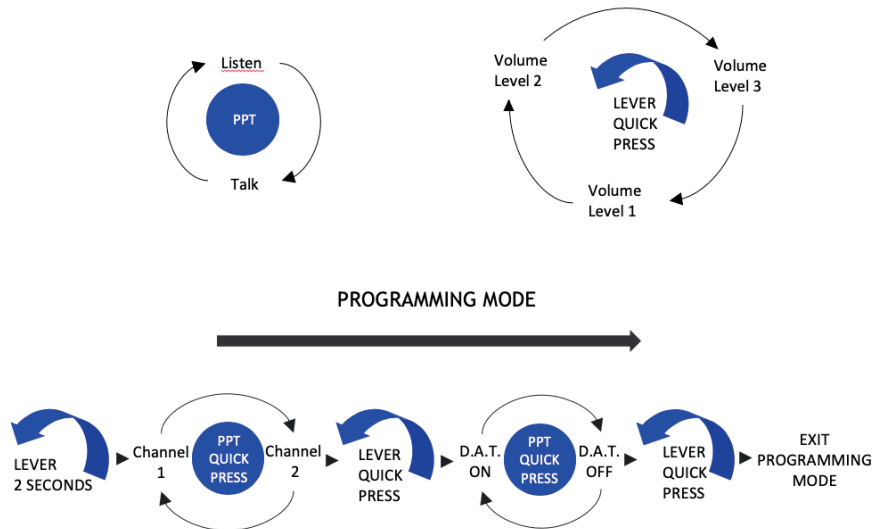 Listen
PPT
Talk
Volume
Level 2
Volume
Level 3
LEVER
QUICK
PRESS
Volume
Level 1
PROGRAMMING MODE
LEVER
2 SECONDS
Channel
1
PPT
QUICK
PRESS
Channel
2
LEVER
QUICK
PRESS
D.A.T.
ON
PPT
QUICK
PRESS
D.A.T.
OFF
LEVER
QUICK
PRESS
EXIT
PROGRAMMING
MODE